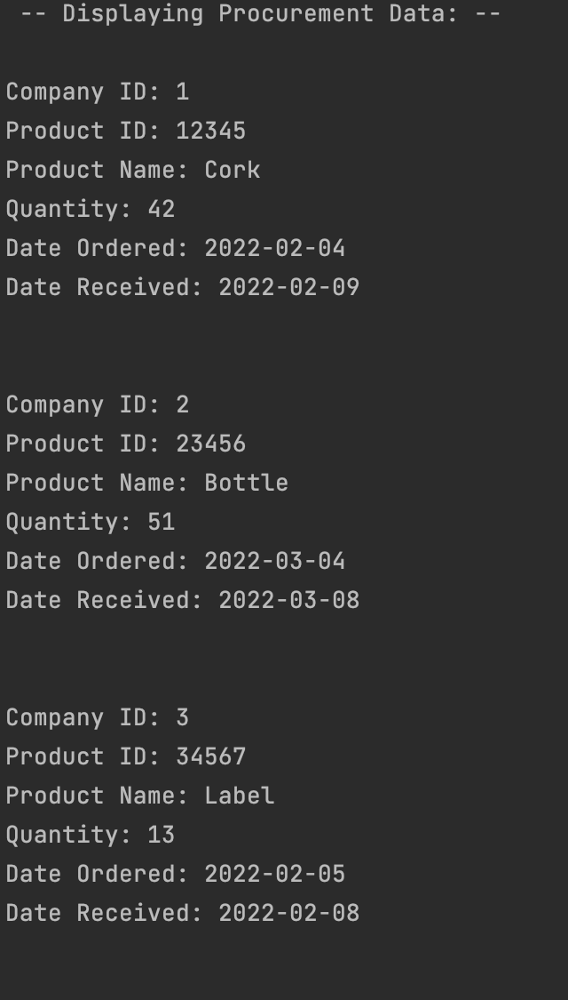 -- Displaying Procurement Data: --
Company ID: 1
Product ID: 12345
Product Name: Cork
Quantity: 42
Date Ordered: 2022-02-04
Date Received: 2022-02-09
Company ID: 2
Product ID: 23456
Product Name: Bottle
Quantity: 51
Date Ordered: 2022-03-04
Date Received: 2022-03-08
Company ID: 3
Product ID: 34567
Product Name: Label
Quantity: 13
Date Ordered: 2022-02-05
Date Received: 2022-02-08